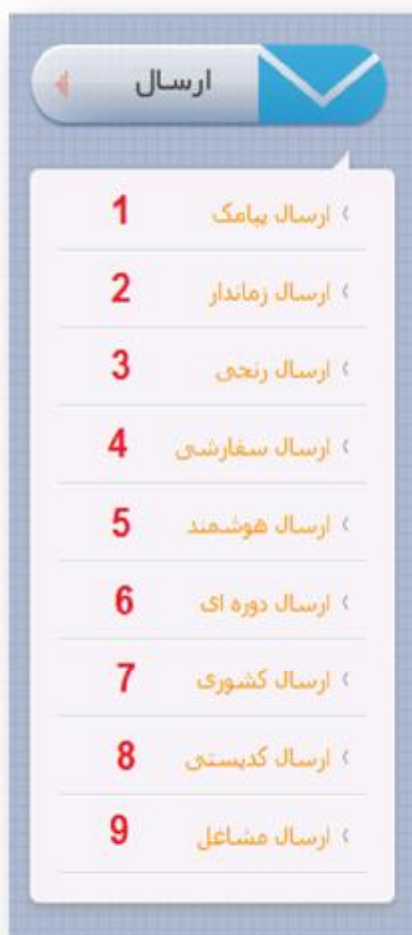 ارسال
ارسال پیامک 1
ارسال زماندار 2
ارسال رنجی 3
ارسال سفارشی 4
ارسال هوشمند 5
ارسال دوره ای 6
ارسال کشوری 7
ارسال کدپستی 8
ارسال مشاغل 9